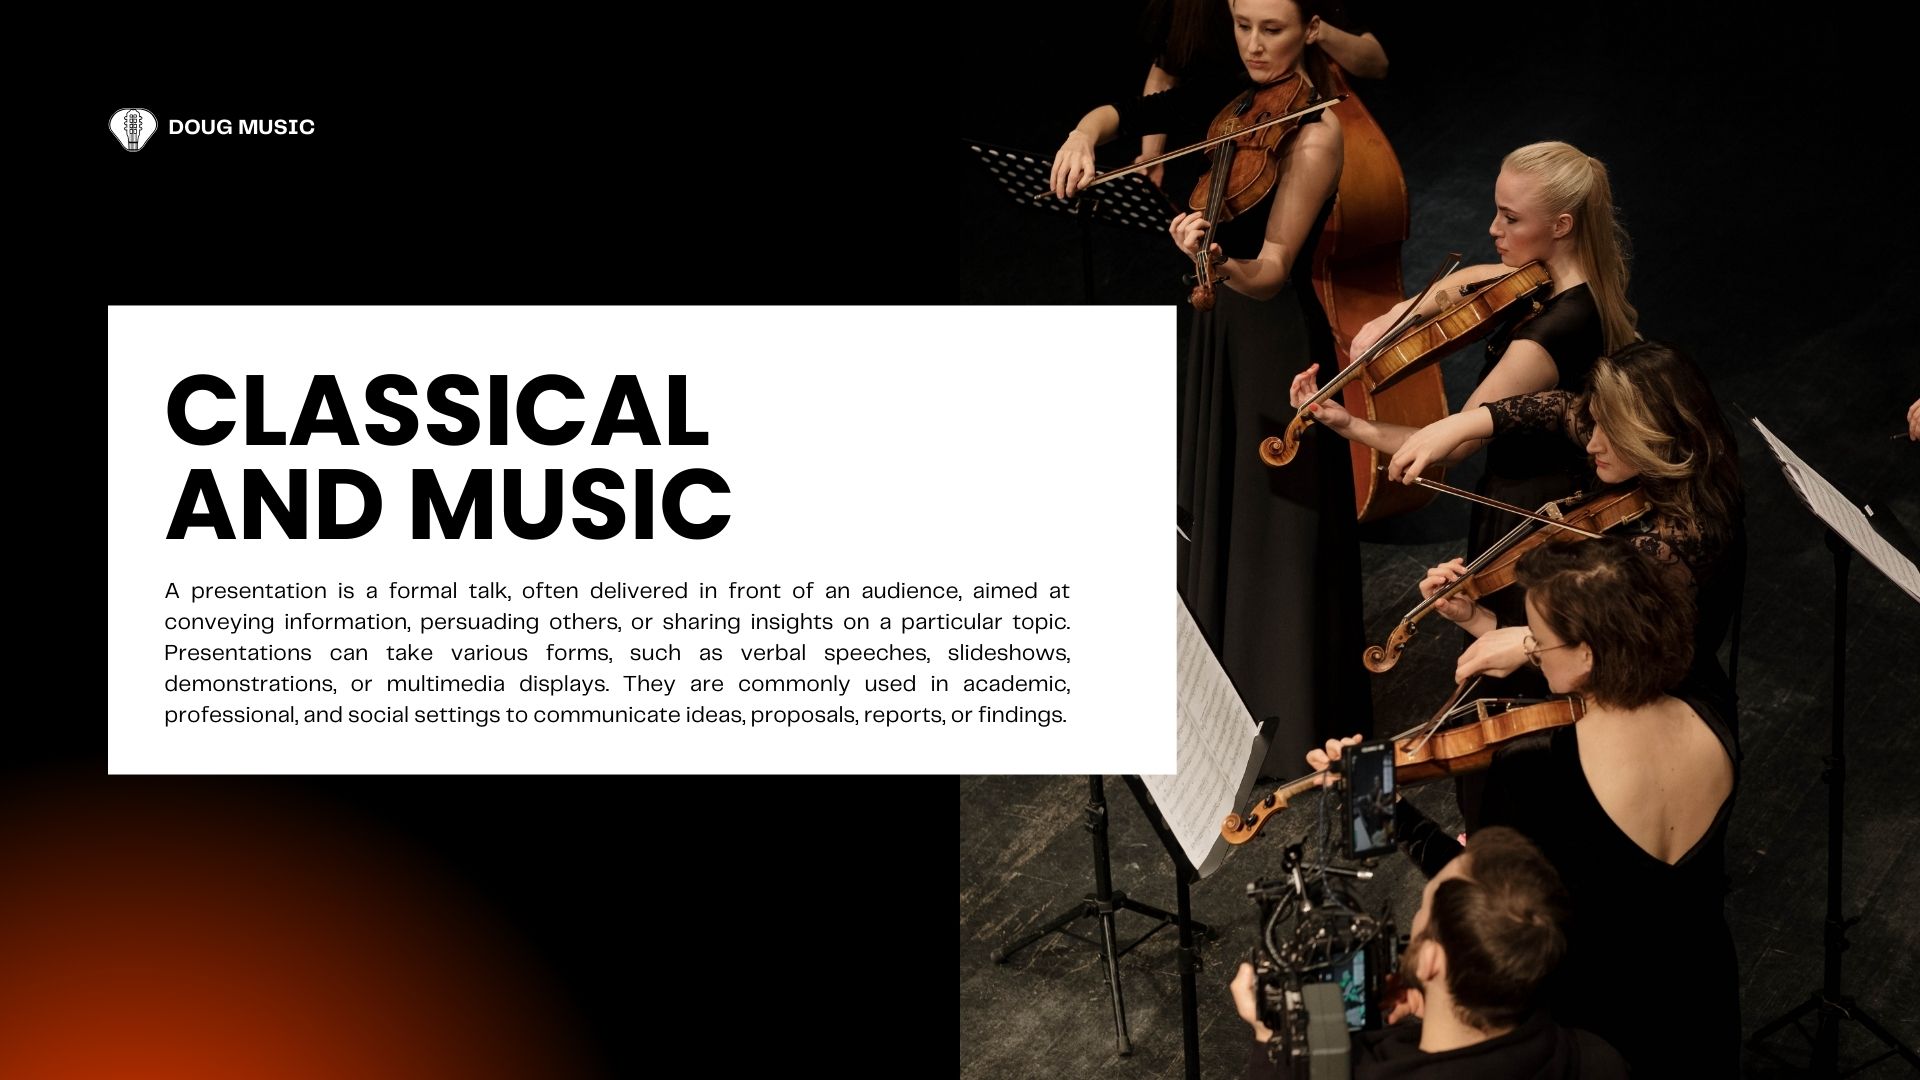 DOUG MUSIC
CLASSICAL
AND MUSIC
A presentation is a formal talk, often delivered in front of an audience, aimed at
conveying information, persuading others, or sharing insights on a particular topic.
Presentations can take various forms, such as verbal speeches, slideshows,
demonstrations, or multimedia displays. They are commonly used in academic,
professional, and social settings to communicate ideas, proposals, reports, or findings.